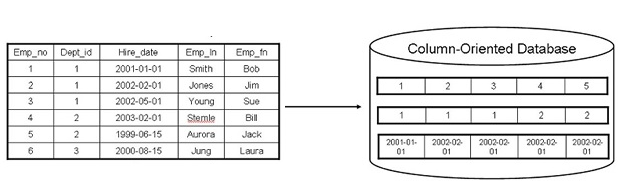 Emp_no Dept_id Hire_date Emp_ln Emp_fn
1 1 2001-01-01 Smith Bob
2 1 2002-02-01 Jones Jim
3 1 2002-05-01 Young Sue
4 2 2003-02-01 Stemle Bill
5 2 1999-06-15 Aurora Jack
6 3 2000-08-15 Jung Laura
Column-Oriented Database
1 2 3 4 5
1 1 1 2 2
2001-01- 2002-02- 2002-02- 2002-02- 2002-02-
01 01 01 01 01